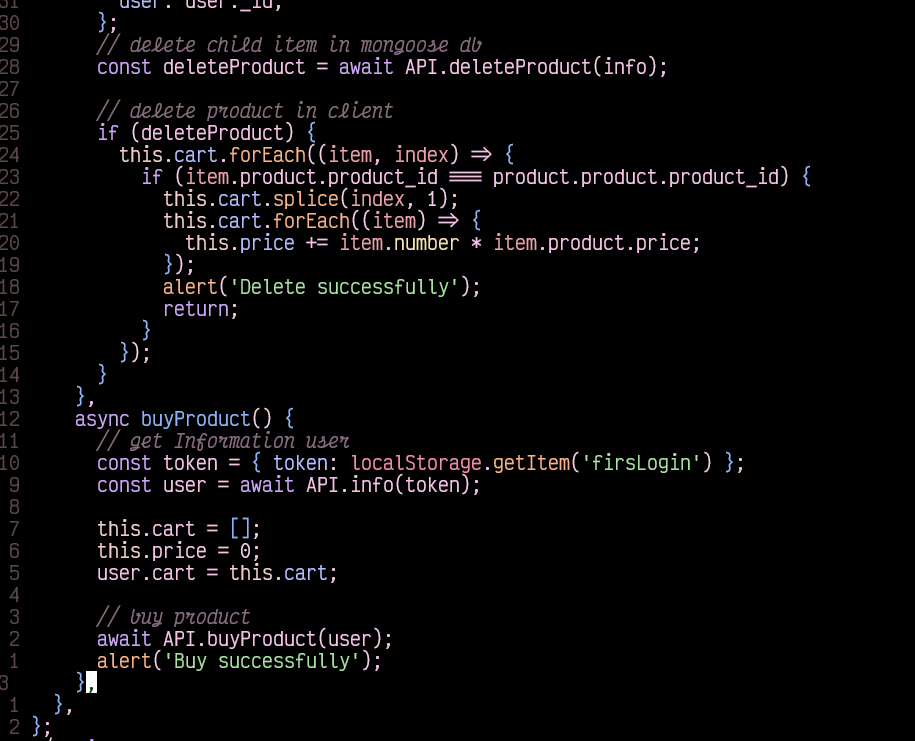 31 user: user._id,
30 };
29 // delete child item in mongoose db
28 const deleteProduct = await API.deleteProduct(info);
27
26 // delete product in client
25 if (deleteProduct) {
24 this.cart.forEach((item, index) => {
23 if (item.product.product_id === product.product.product_id) {
22 this.cart.splice(index, 1);
21 this.cart.forEach((item) => {
20 this.price += item.number * item.product.price;
19 });
18 alert('Delete successfully');
17 return;
16 }
15 });
14 }
13 },
12 async buyProduct() {
11 // get Information user
10 const token = { token: localStorage.getItem('firsLogin') };
9 const user = await API.info(token);
8
7 this.cart = [];
6 this.price = 0;
5 user.cart = this.cart;
4
3 // buy product
2 await API.buyProduct(user);
1 alert('Buy successfully');
3 },
1 },
2 };